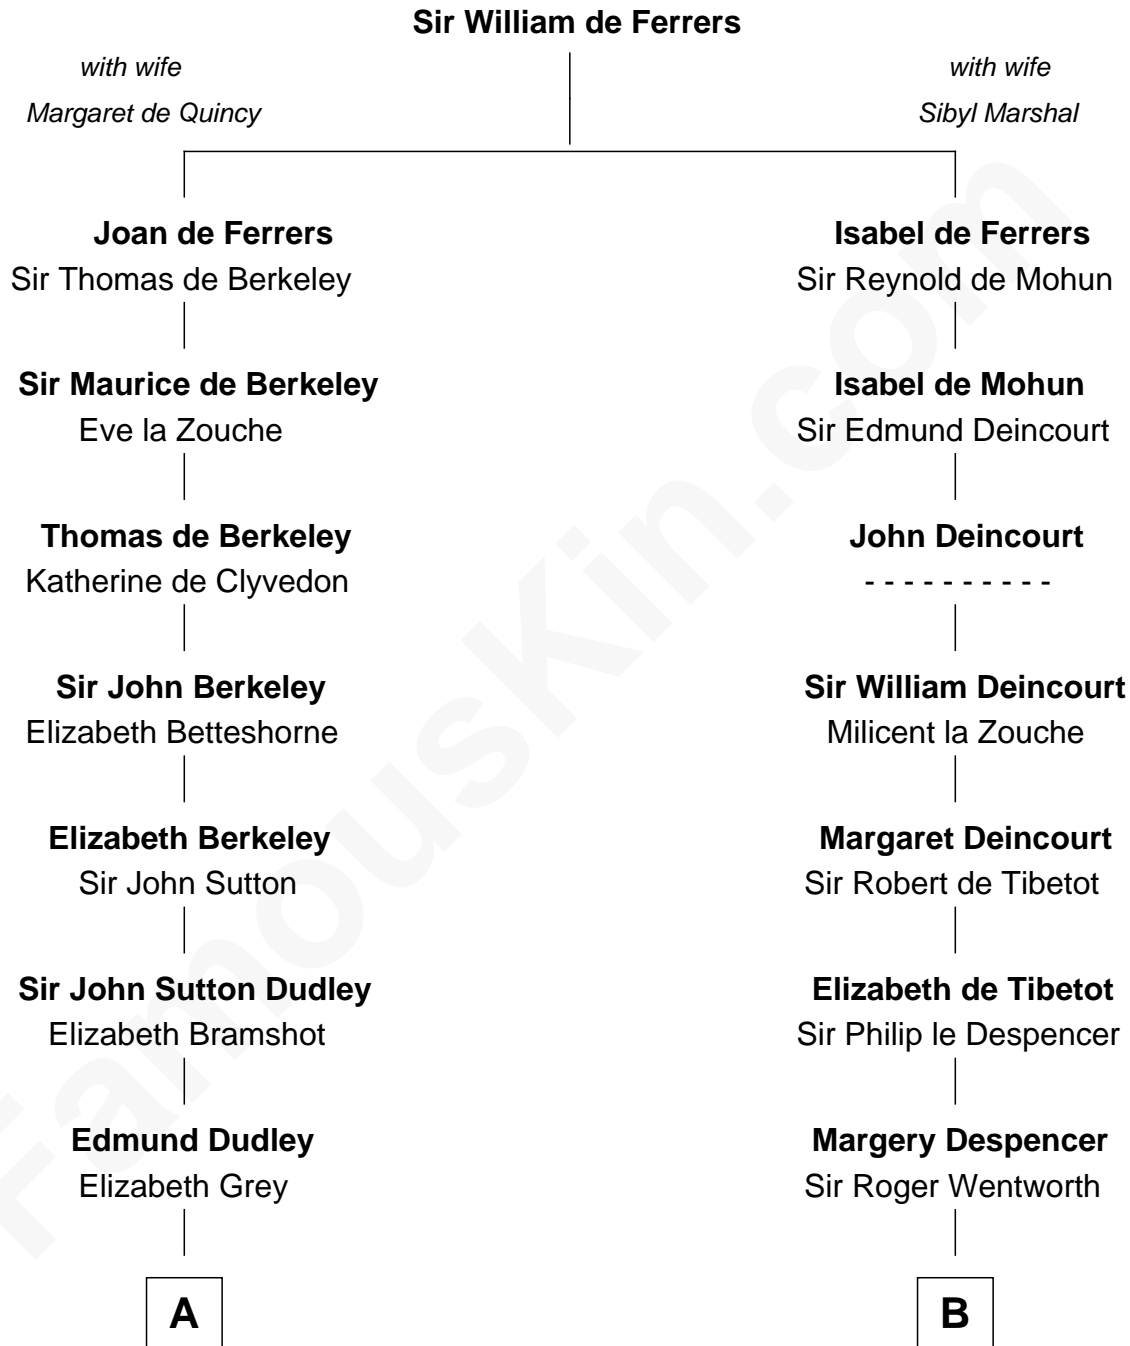 Sir William de Ferrers
with wife
Margaret de Quincy
with wife
Sibyl Marshal
Joan de Ferrers
Sir Thomas de Berkeley
Isabel de Ferrers
Sir Reynold de Mohun
Sir Maurice de Berkeley
Eve la Zouche
Isabel de Mohun
Sir Edmund Deincourt
Thomas de Berkeley
Katherine de Clyvedon
John Deincourt
- - - - - - - - - -
Sir John Berkeley
Elizabeth Betteshorne
Sir William Deincourt
Milicent la Zouche
Elizabeth Berkeley
Sir John Sutton
Margaret Deincourt
Sir Robert de Tibetot
Sir John Sutton Dudley
Elizabeth Bramshot
Elizabeth de Tibetot
Sir Philip le Despencer
Edmund Dudley
Elizabeth Grey
Margery Despencer
Sir Roger Wentworth
A
B
FamousKin.com